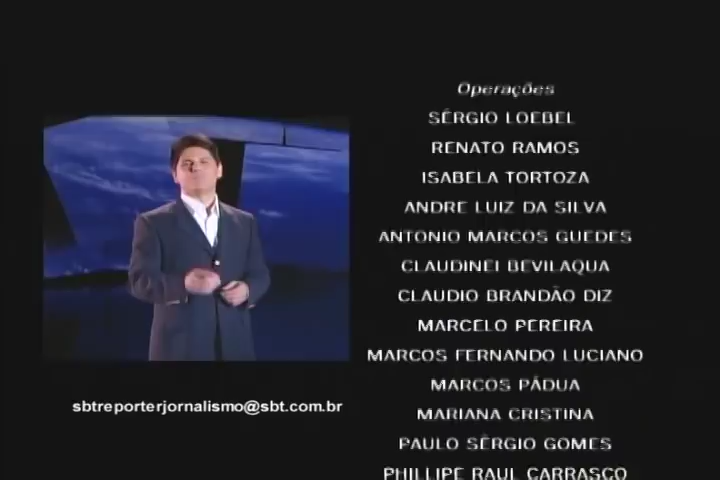 Operações
SÉRGIO LOEBEL
RENATO RAMOS
ISABELA TORTOZA
ANDRE LUIZ DA SILVA
ANTONIO MARCOS GUEDES
CLAUDINEI BEVILAQUA
CLAUDIO BRANDÃO DIZ
MARCELO PEREIRA
MARCOS FERNANDO LUCIANO
MARCOS PÁDUA
MARIANA CRISTINA
PAULO SÉRGIO GOMES
PHILLIPE RAUL CARRASCO
sbtreporterjornalismo@sbt.com.br